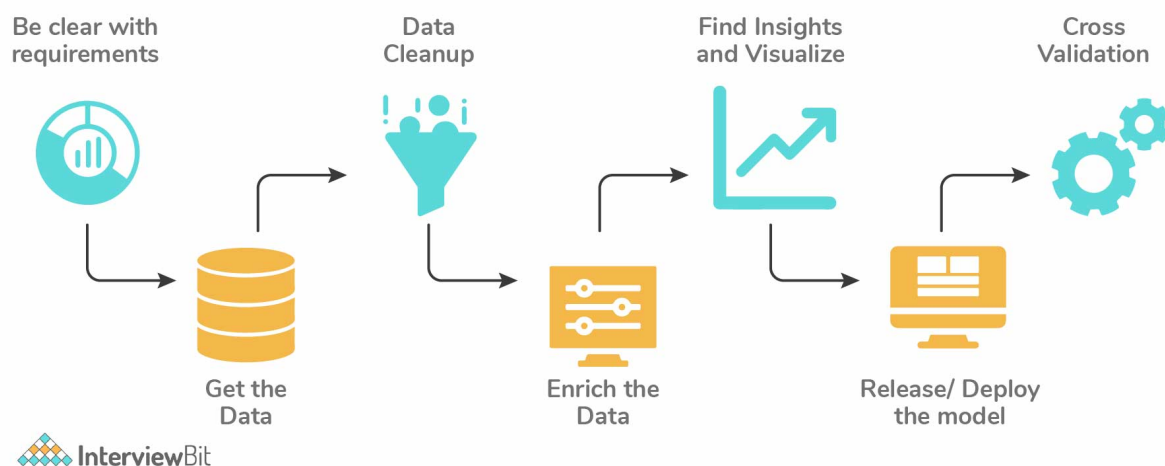 Be clear with
requirements
Get the
Data
Data
Cleanup
Enrich the
Data
Find Insights
and Visualize
Release/ Deploy
the model
Cross
Validation
InterviewBit